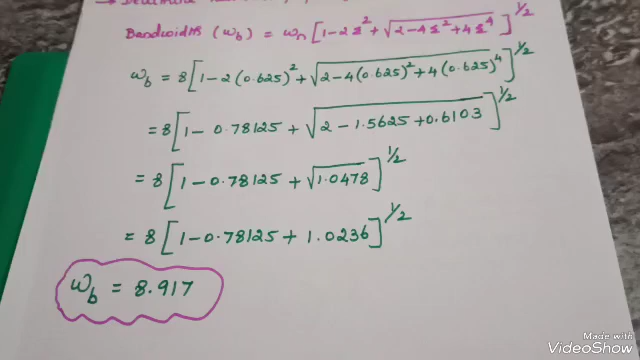 Bandwidth (ωb) = ωn [1-2ξ² + √(2-4ξ²+4ξ⁴)]^1/2
ωb = 8[1-2(0.625)² + √(2-4(0.625)²+4(0.625)⁴)]^1/2
= 8[1-0.78125 + √(2-1.5625+0.6103)]^1/2
= 8[1-0.78125 + √1.0478]^1/2
= 8[1-0.78125+1.0236]^1/2
ωb = 8.917
Made with
VideoShow